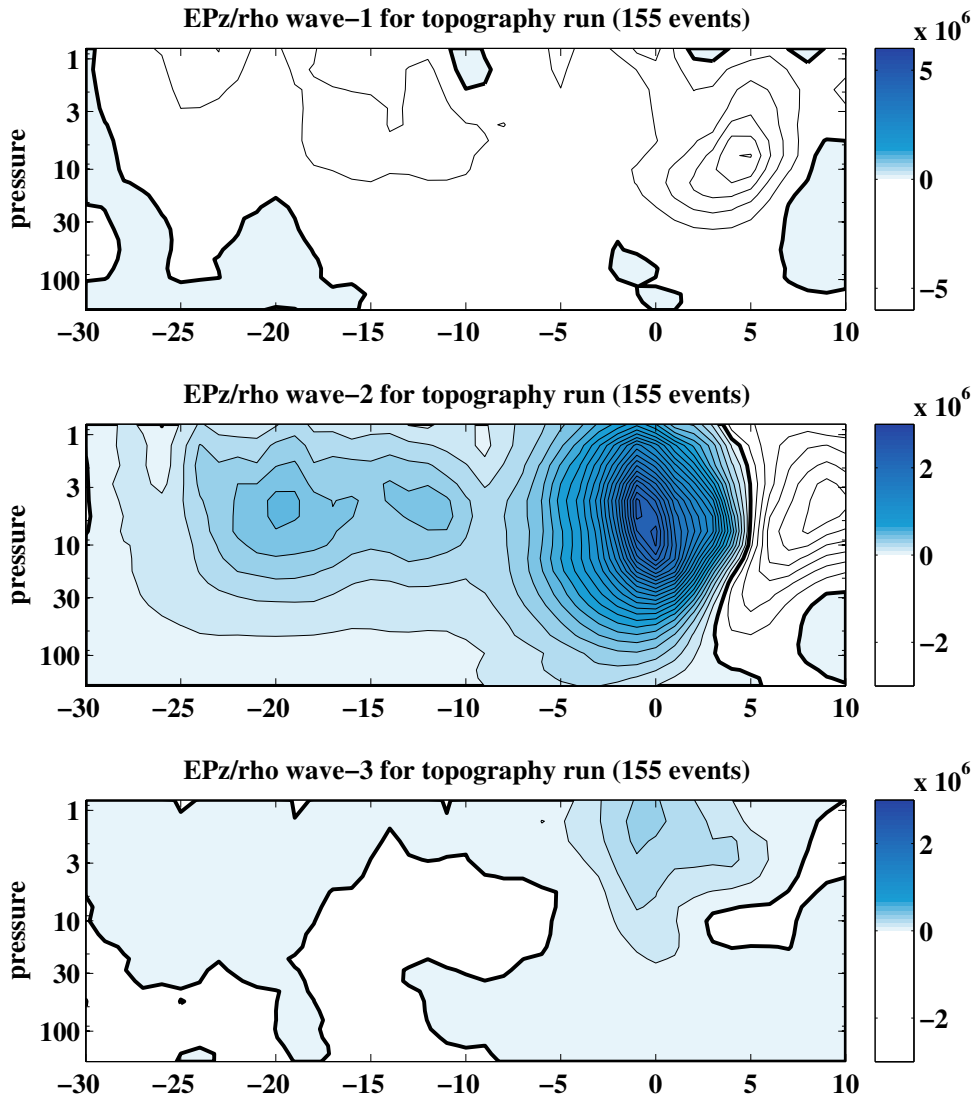 EPz/rho wave−1 for topography run (155 events)
x 10^6
pressure
1
3
10
30
100
−30 −25 −20 −15 −10 −5 0 5 10
5
0
−5
EPz/rho wave−2 for topography run (155 events)
x 10^6
pressure
1
3
10
30
100
−30 −25 −20 −15 −10 −5 0 5 10
2
0
−2
EPz/rho wave−3 for topography run (155 events)
x 10^6
pressure
1
3
10
30
100
−30 −25 −20 −15 −10 −5 0 5 10
2
0
−2